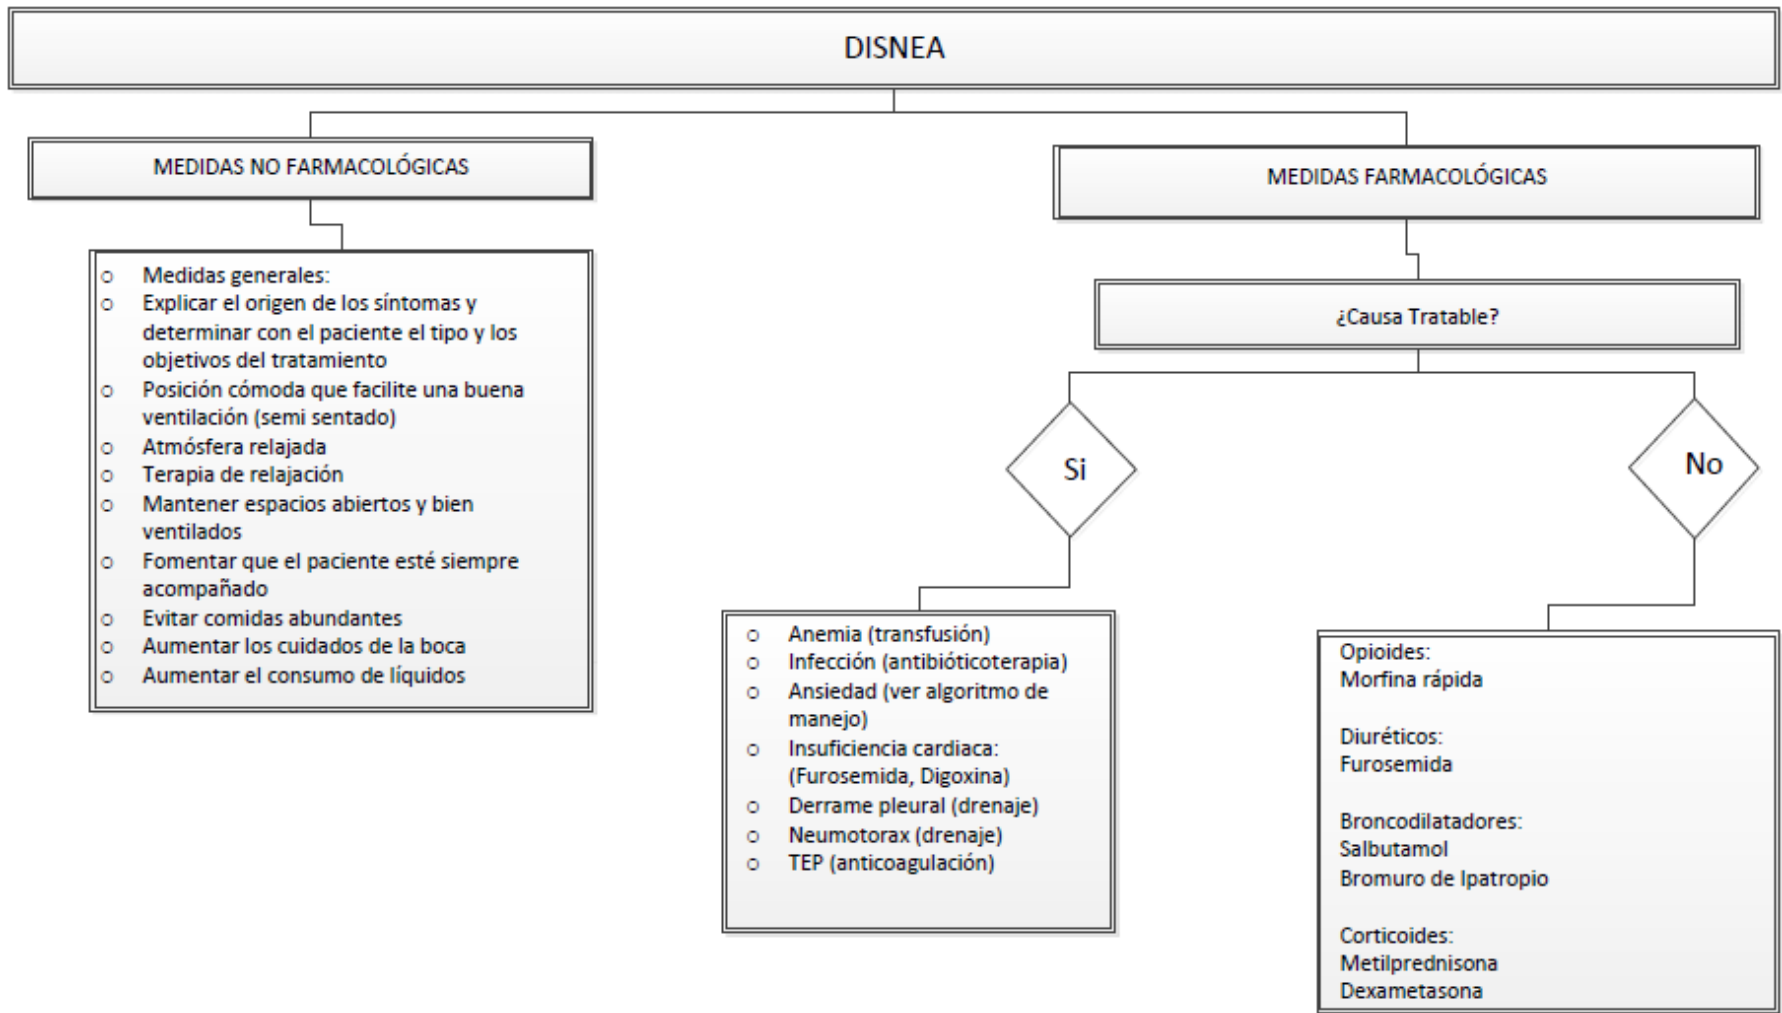 DISNEA
MEDIDAS NO FARMACOLÓGICAS
o Medidas generales:
o Explicar el origen de los síntomas y
determinar con el paciente el tipo y los
objetivos del tratamiento
o Posición cómoda que facilite una buena
ventilación (semi sentado)
o Atmósfera relajada
o Terapia de relajación
o Mantener espacios abiertos y bien
ventilados
o Fomentar que el paciente esté siempre
acompañado
o Evitar comidas abundantes
o Aumentar los cuidados de la boca
o Aumentar el consumo de líquidos
MEDIDAS FARMACOLÓGICAS
¿Causa Tratable?
Si
o Anemia (transfusión)
o Infección (antibióticoterapia)
o Ansiedad (ver algoritmo de
manejo)
o Insuficiencia cardiaca:
(Furosemida, Digoxina)
o Derrame pleural (drenaje)
o Neumotorax (drenaje)
o TEP (anticoagulación)
No
Opioides:
Morfina rápida
Diuréticos:
Furosemida
Broncodilatadores:
Salbutamol
Bromuro de Ipatropio
Corticoides:
Metilprednisona
Dexametasona